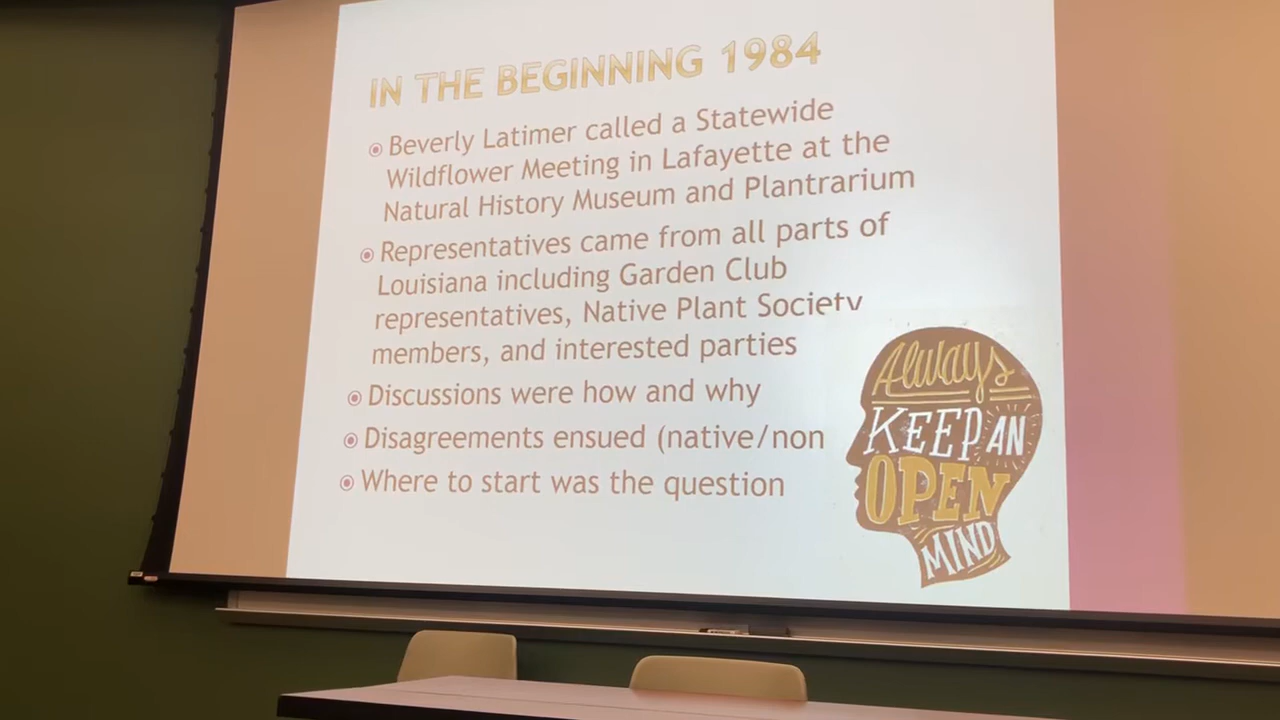 IN THE BEGINNING 1984
Beverly Latimer called a Statewide
Wildflower Meeting in Lafayette at the
Natural History Museum and Plantrarium
Representatives came from all parts of
Louisiana including Garden Club
representatives, Native Plant Society
members, and interested parties
Discussions were how and why
Disagreements ensued (native/non
Where to start was the question
Always
KEEP AN
OPEN
MIND